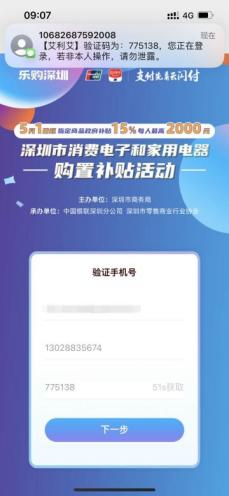 09:07
4G
10682687592008
现在
【艾利艾】验证码为：775138，您正在登
录，若非本人操作，请勿泄露。
乐购深圳
5月1日起 指定商品政府补贴15% 每人最高2000元
深圳市消费电子和家用电器
购置补贴活动
主办单位：深圳市商务局
承办单位：中国银联深圳分公司 深圳市零售商业行业协会
验证手机号
13028835674
775138
51s获取
下一步